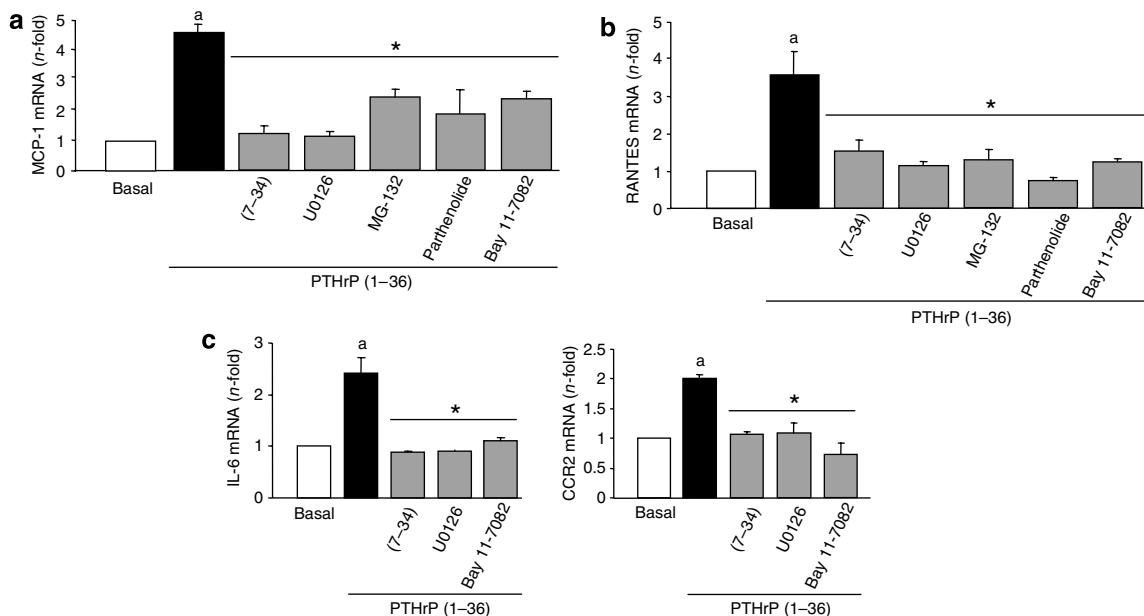 a
MCP-1 mRNA (n-fold)
5
4
3
2
1
0
a
*
Basal
(7–34)
U0126
MG-132
Parthenolide
Bay 11-7082
PTHrP (1–36)
b
RANTES mRNA (n-fold)
5
4
3
2
1
0
a
*
Basal
(7–34)
U0126
MG-132
Parthenolide
Bay 11-7082
PTHrP (1–36)
c
IL-6 mRNA (n-fold)
3
2
1
0
a
*
Basal
(7–34)
U0126
Bay 11-7082
PTHrP (1–36)
CCR2 mRNA (n-fold)
2.5
2
1.5
1
0.5
0
a
*
Basal
(7–34)
U0126
Bay 11-7082
PTHrP (1–36)